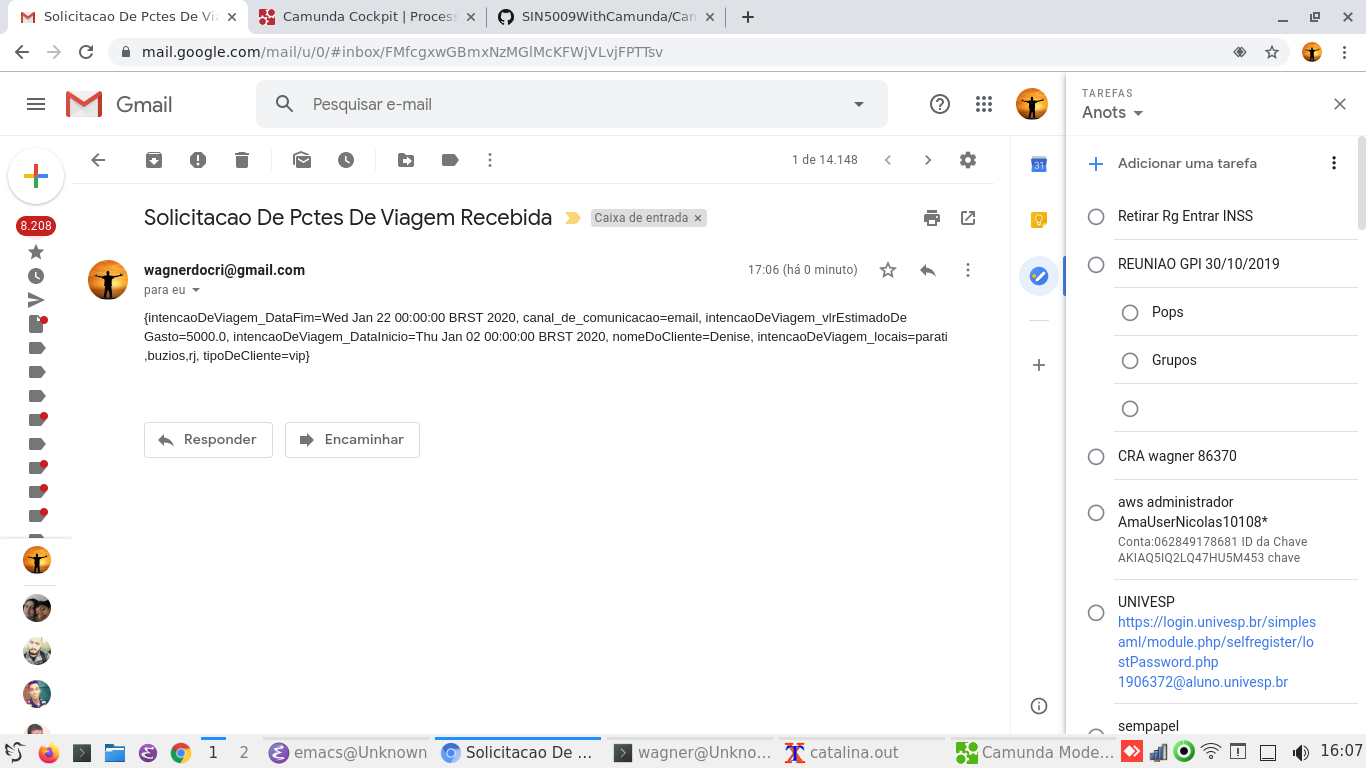 Solicitacao De Pctes De Via
Camunda Cockpit | Process
SIN5009WithCamunda/Cam
mail.google.com/mail/u/0/#inbox/FMfcgxwGBmxNzMGlMcKFWjVLvjFPTTsv
Gmail
Pesquisar e-mail
TAREFAS
Anots
1 de 14.148
Adicionar uma tarefa
8.208
Solicitacao De Pctes De Viagem Recebida
Caixa de entrada
wagnerdocri@gmail.com
17:06 (há 0 minuto)
para eu
{intencaoDeViagem_DataFim=Wed Jan 22 00:00:00 BRST 2020, canal_de_comunicacao=email, intencaoDeViagem_vlrEstimadoDe
Gasto=5000.0, intencaoDeViagem_DataInicio=Thu Jan 02 00:00:00 BRST 2020, nomeDoCliente=Denise, intencaoDeViagem_locais=parati
,buzios,rj, tipoDeCliente=vip}
Responder
Encaminhar
31
Retirar Rg Entrar INSS
REUNIAO GPI 30/10/2019
Pops
Grupos
CRA wagner 86370
aws administrador
AmaUserNicolas10108*
Conta:062849178681 ID da Chave
AKIAQ5IQ2LQ47HU5M453 chave
UNIVESP
https://login.univesp.br/simples
aml/module.php/selfregister/lo
stPassword.php
1906372@aluno.univesp.br
sempapel
1
2
emacs@Unknown
Solicitacao De ...
wagner@Unkno...
catalina.out
Camunda Mode...
16:07